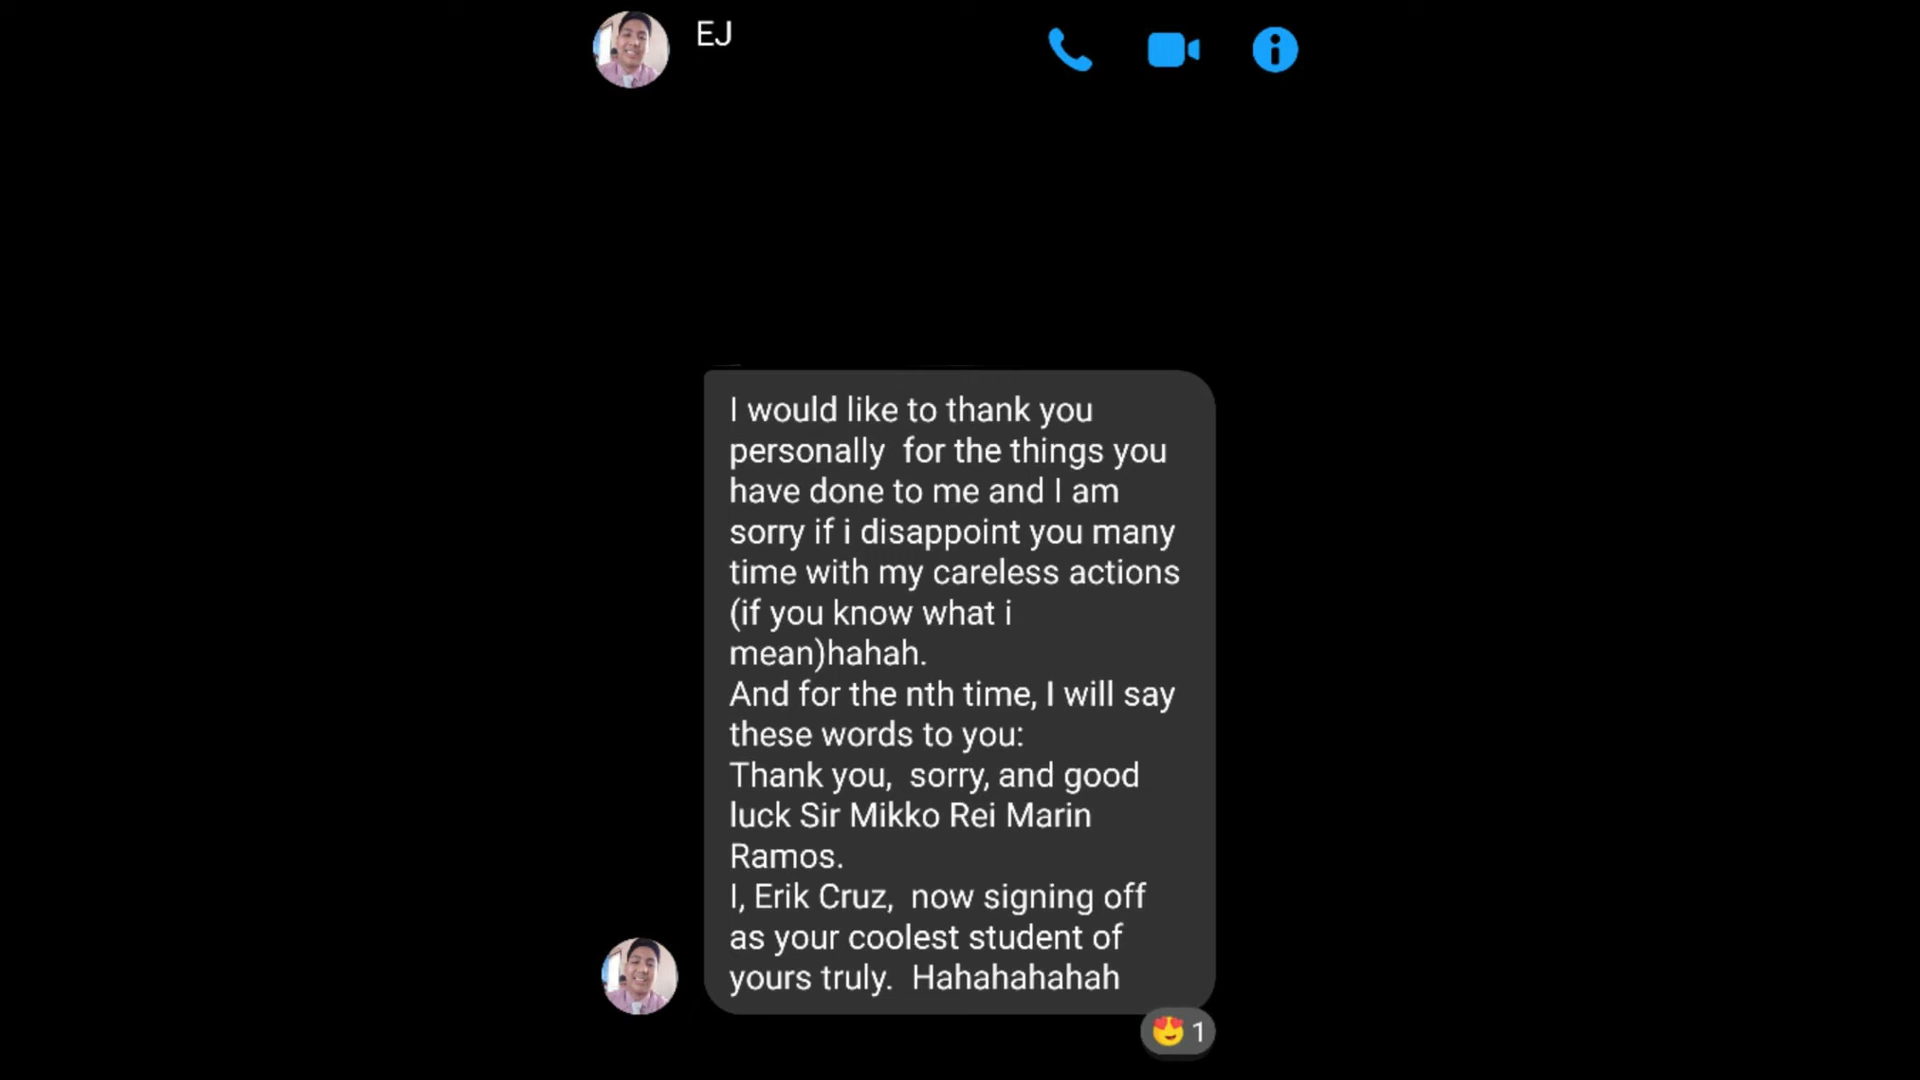 EJ
I would like to thank you
personally  for the things you
have done to me and I am
sorry if i disappoint you many
time with my careless actions
(if you know what i
mean)hahah.
And for the nth time, I will say
these words to you:
Thank you,  sorry, and good
luck Sir Mikko Rei Marin
Ramos.
I, Erik Cruz,  now signing off
as your coolest student of
yours truly.  Hahahahahah
1